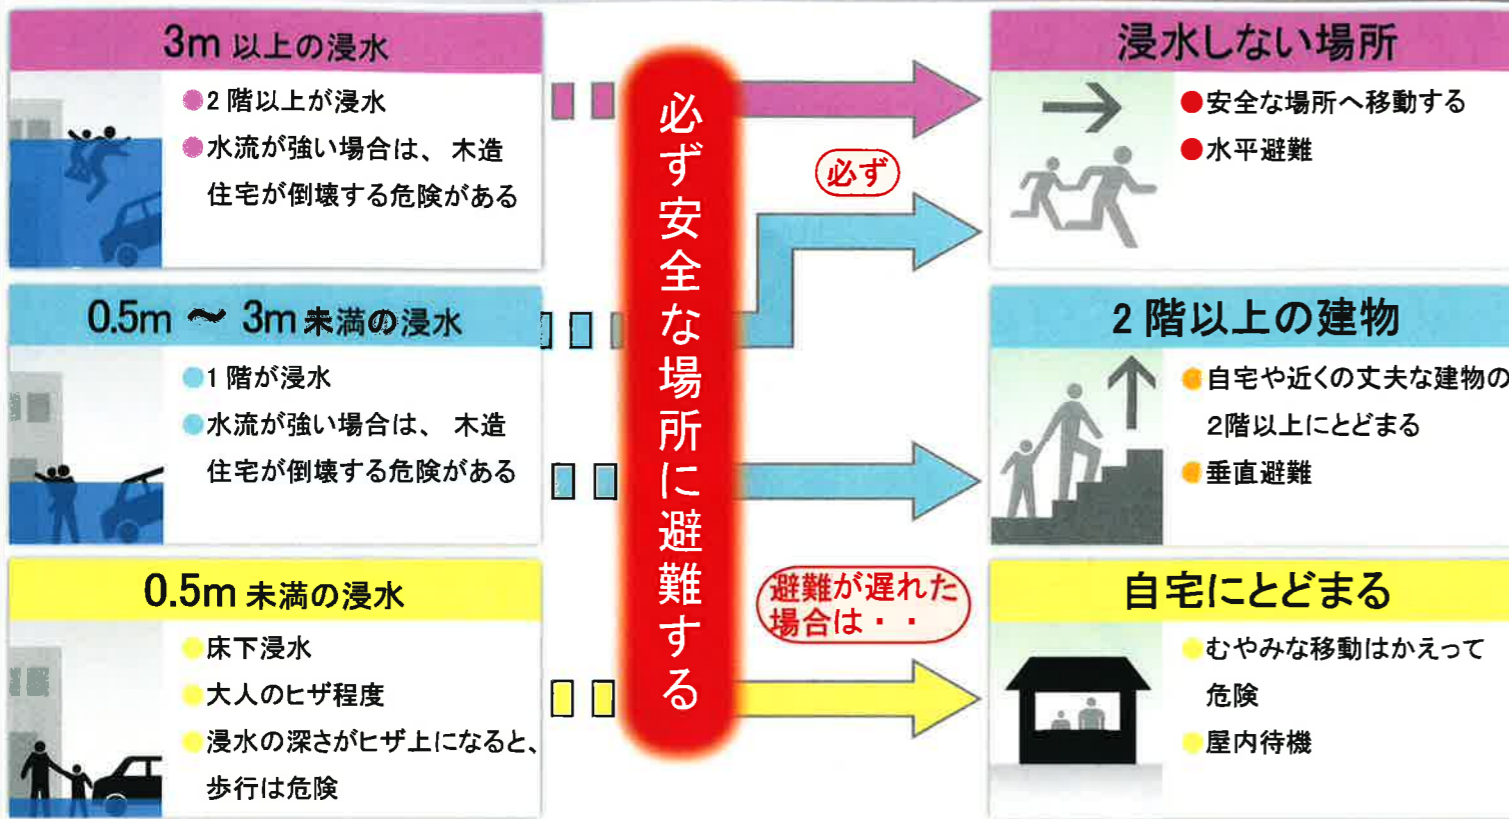 3m 以上の浸水
●2 階以上が浸水
●水流が強い場合は、 木造
住宅が倒壊する危険がある
0.5m ～ 3m 未満の浸水
●1 階が浸水
●水流が強い場合は、 木造
住宅が倒壊する危険がある
0.5m 未満の浸水
●床下浸水
●大人のヒザ程度
●浸水の深さがヒザ上になると、
歩行は危険
必ず安全な場所に避難する
必ず
避難が遅れた
場合は・・
浸水しない場所
●安全な場所へ移動する
●水平避難
2 階以上の建物
●自宅や近くの丈夫な建物の
2階以上にとどまる
●垂直避難
自宅にとどまる
●むやみな移動はかえって
危険
●屋内待機